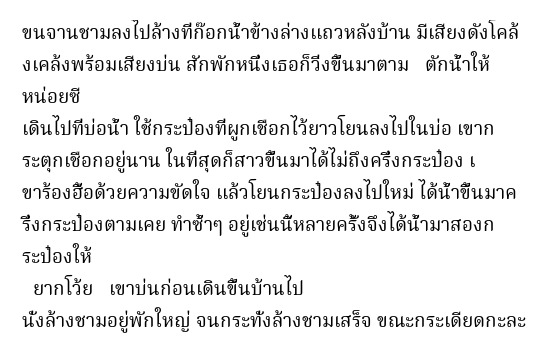 ขนจานชามลงไปล้างที่ก๊อกน้ำข้างล่างแถวหลังบ้าน มีเสียงดังโคล้
งเคล้งพร้อมเสียงบ่น สักพักหนึ่งเธอก็วิ่งขึ้นมาตาม   ตักน้ำให้
หน่อยซี
เดินไปที่บ่อน้ำ ใช้กระป๋องที่ผูกเชือกไว้ยาวโยนลงไปในบ่อ เขาก
ระตุกเชือกอยู่นาน ในที่สุดก็สาวขึ้นมาได้ไม่ถึงครึ่งกระป๋อง เ
ขาร้องฮื้อด้วยความขัดใจ แล้วโยนกระป๋องลงไปใหม่ ได้น้ำขึ้นมาค
รึ่งกระป๋องตามเคย ทำซ้ำๆ อยู่เช่นนี้หลายครั้งจึงได้น้ำมาสองก
ระป๋องให้
ยากโว้ย   เขาบ่นก่อนเดินขึ้นบ้านไป
นั่งล้างชามอยู่พักใหญ่ จนกระทั่งล้างชามเสร็จ ขณะกระเดียดกะละ